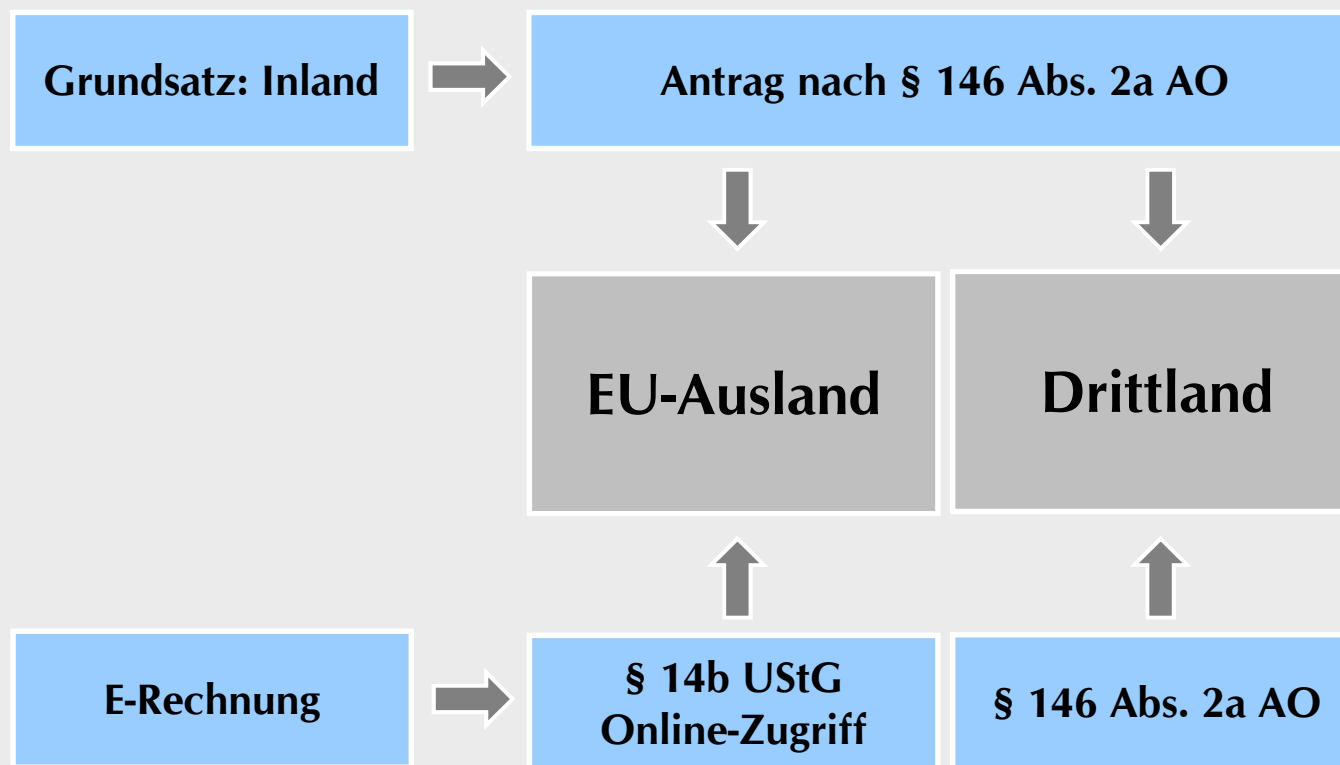 Grundsatz: Inland
Antrag nach § 146 Abs. 2a AO
EU-Ausland
Drittland
E-Rechnung
§ 14b UStG
Online-Zugriff
§ 146 Abs. 2a AO